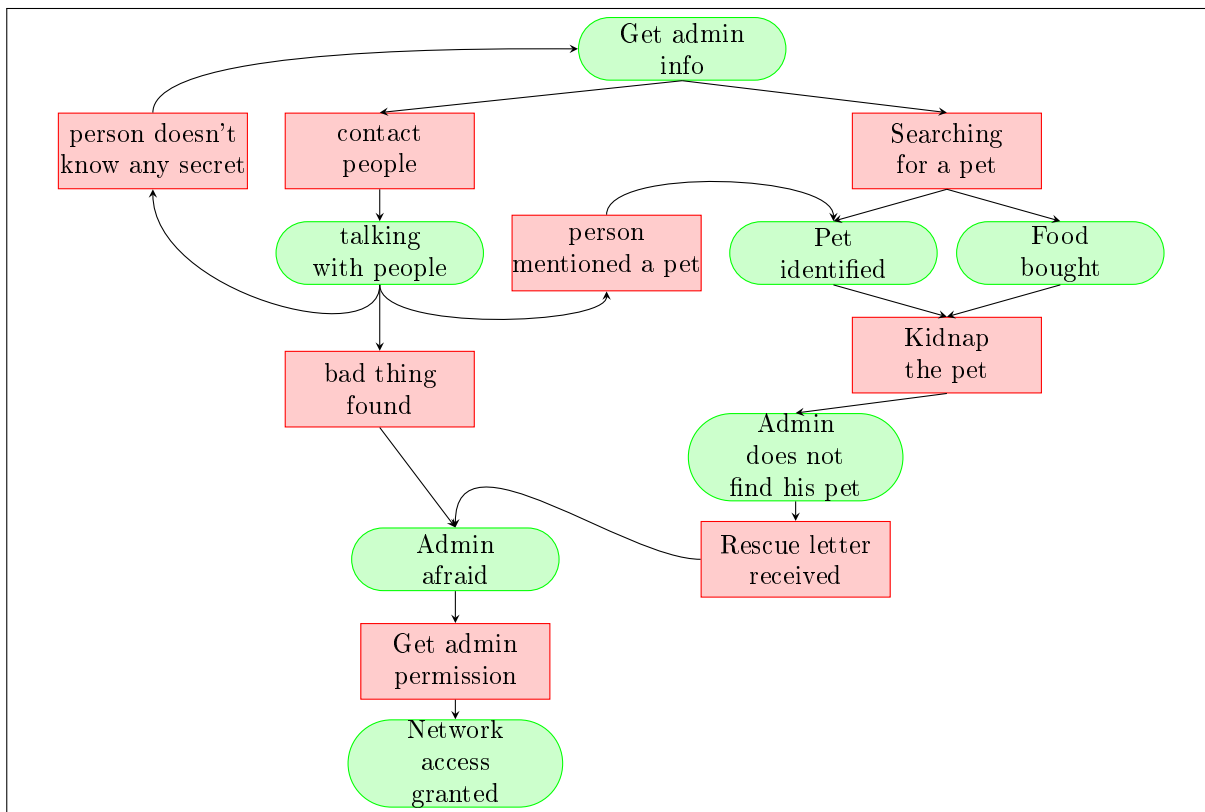 Get admin
info
person doesn't
know any secret
contact
people
Searching
for a pet
talking
with people
person
mentioned a pet
Pet
identified
Food
bought
bad thing
found
Kidnap
the pet
Admin
does not
find his pet
Admin
afraid
Rescue letter
received
Get admin
permission
Network
access
granted